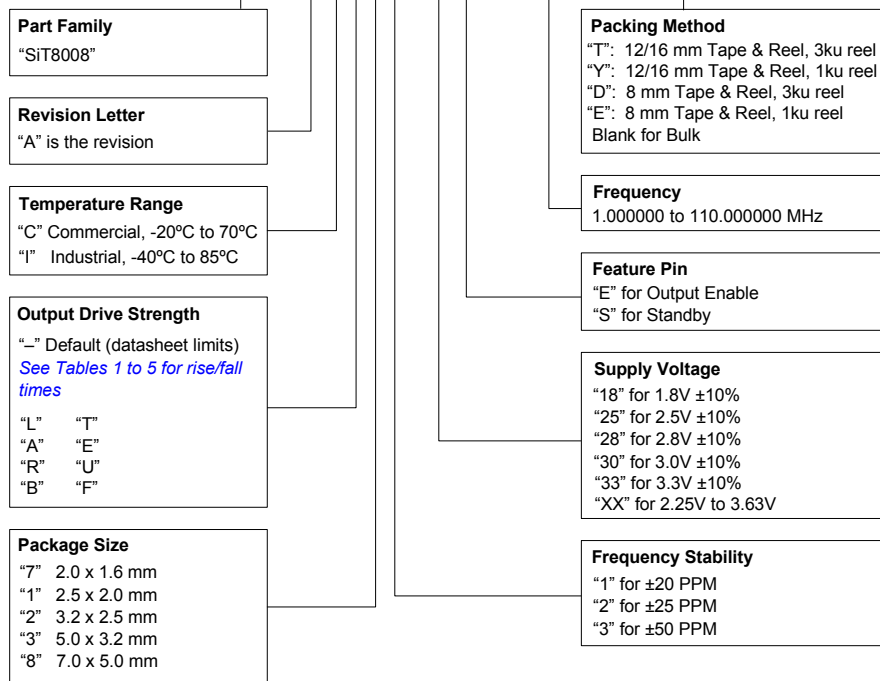 Part Family
“SiT8008”
Revision Letter
“A” is the revision
Temperature Range
“C” Commercial, -20ºC to 70ºC
“I” Industrial, -40ºC to 85ºC
Output Drive Strength
“–” Default (datasheet limits)
See Tables 1 to 5 for rise/fall
times
“L” “T”
“A” “E”
“R” “U”
“B” “F”
Package Size
“7” 2.0 x 1.6 mm
“1” 2.5 x 2.0 mm
“2” 3.2 x 2.5 mm
“3” 5.0 x 3.2 mm
“8” 7.0 x 5.0 mm
Packing Method
“T”: 12/16 mm Tape & Reel, 3ku reel
“Y”: 12/16 mm Tape & Reel, 1ku reel
“D”: 8 mm Tape & Reel, 3ku reel
“E”: 8 mm Tape & Reel, 1ku reel
Blank for Bulk
Frequency
1.000000 to 110.000000 MHz
Feature Pin
“E” for Output Enable
“S” for Standby
Supply Voltage
“18” for 1.8V ±10%
“25” for 2.5V ±10%
“28” for 2.8V ±10%
“30” for 3.0V ±10%
“33” for 3.3V ±10%
“XX” for 2.25V to 3.63V
Frequency Stability
“1” for ±20 PPM
“2” for ±25 PPM
“3” for ±50 PPM